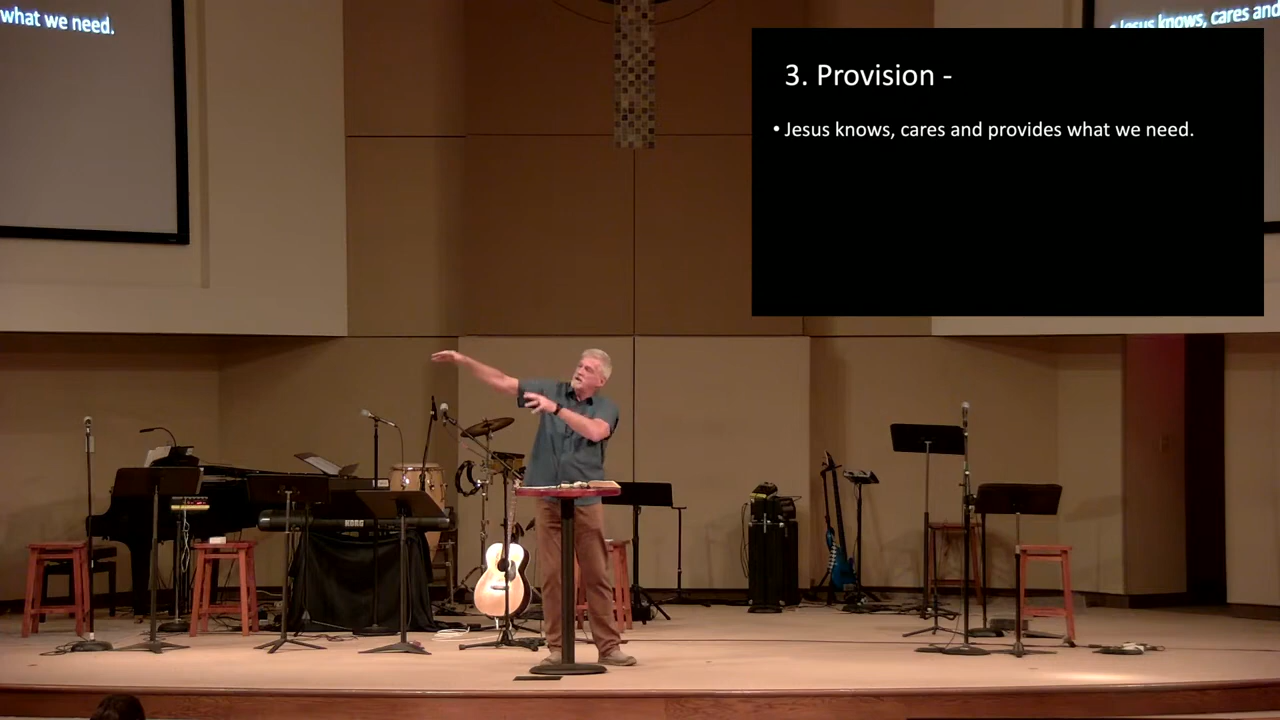 what we need.
• Jesus knows, cares and
3. Provision -
• Jesus knows, cares and provides what we need.
KORG